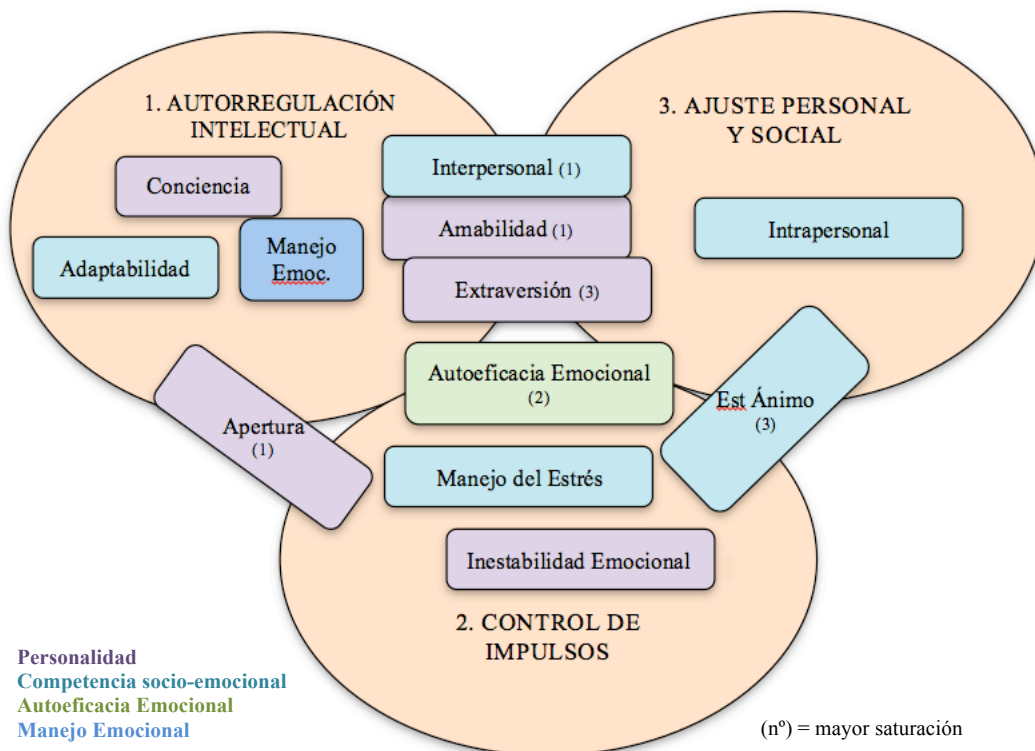 1. AUTORREGULACIÓN
INTELECTUAL
3. AJUSTE PERSONAL
Y SOCIAL
Conciencia
Interpersonal (1)
Amabilidad (1)
Intrapersonal
Adaptabilidad
Manejo
Emoc.
Extraversión (3)
Autoeficacia Emocional
(2)
Est Ánimo
(3)
Apertura
(1)
Manejo del Estrés
Inestabilidad Emocional
2. CONTROL DE
IMPULSOS
Personalidad
Competencia socio-emocional
Autoeficacia Emocional
Manejo Emocional
(nº) = mayor saturación